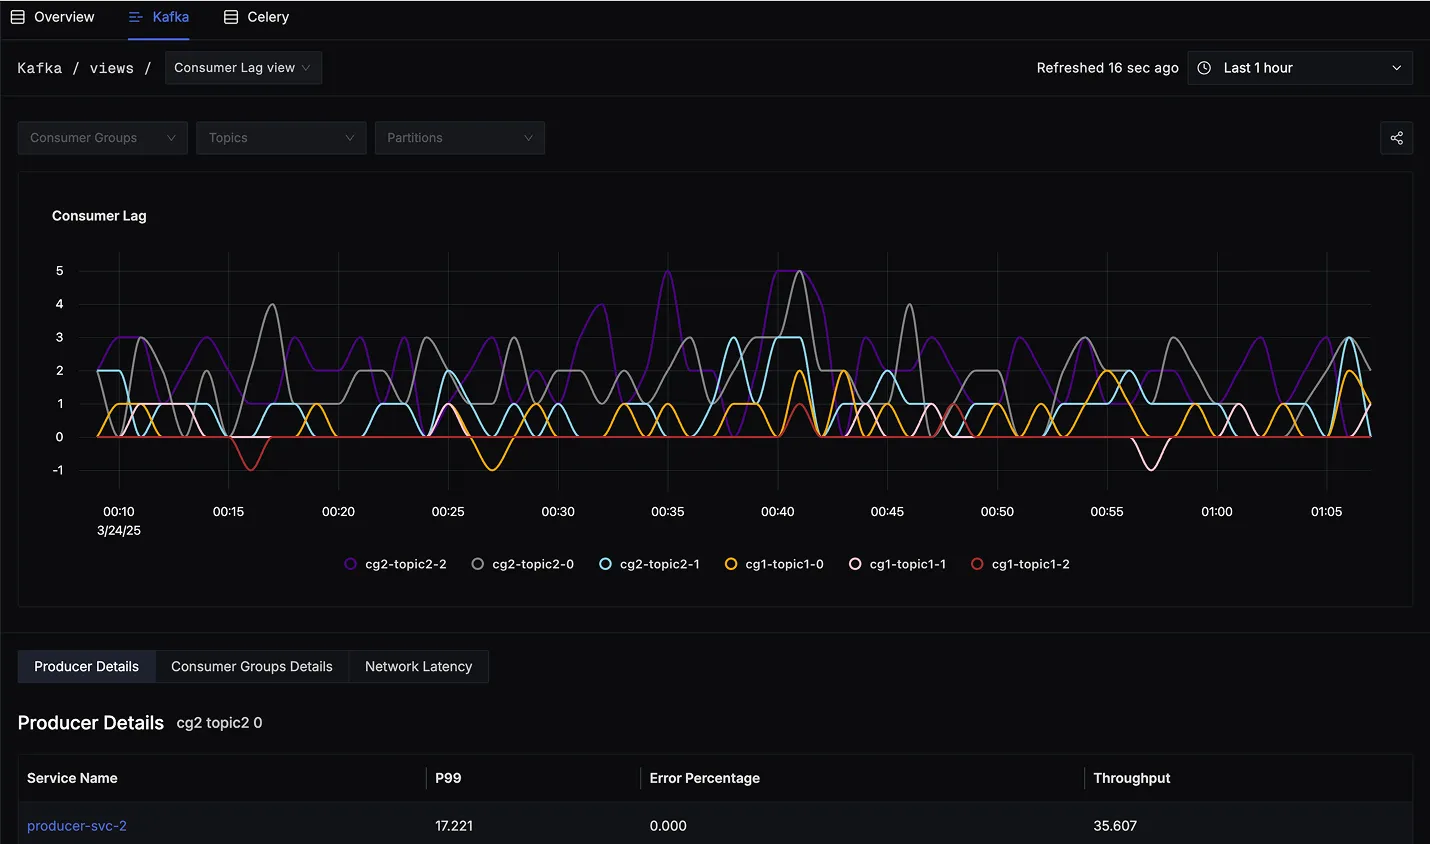 Overview Kafka Celery
Kafka / views / Consumer Lag view Refreshed 16 sec ago Last 1 hour
Consumer Groups Topics Partitions
Consumer Lag
5
4
3
2
1
0
-1
00:10 00:15 00:20 00:25 00:30 00:35 00:40 00:45 00:50 00:55 01:00 01:05
3/24/25
cg2-topic2-2 cg2-topic2-0 cg2-topic2-1 cg1-topic1-0 cg1-topic1-1 cg1-topic1-2
Producer Details Consumer Groups Details Network Latency
Producer Details cg2 topic2 0
Service Name P99 Error Percentage Throughput
producer-svc-2 17.221 0.000 35.607